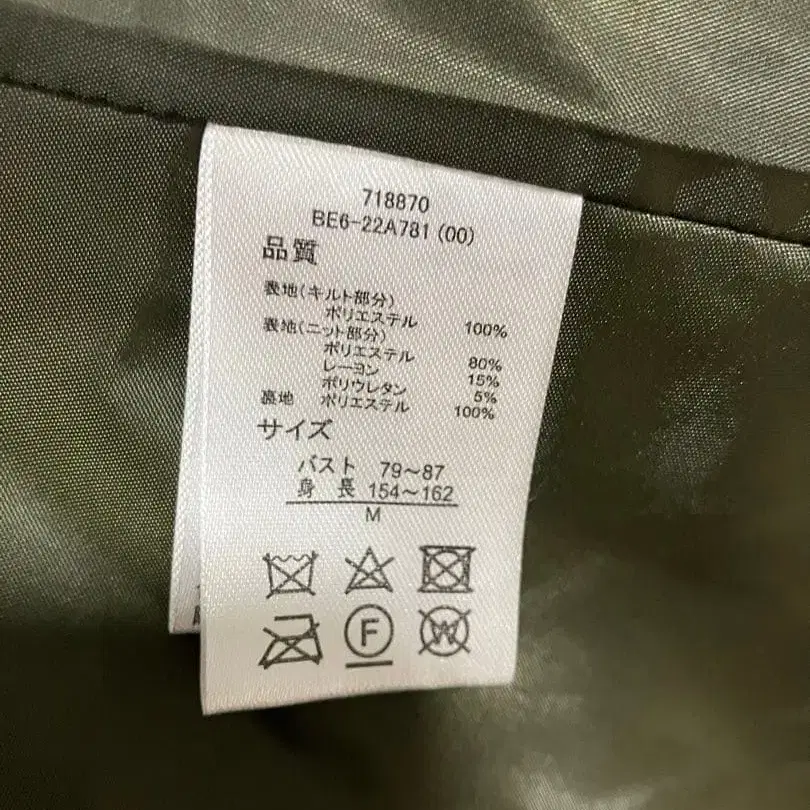 718870
BE6-22A781 (00)
品質
表地(キルト部分)
ポリエステル 100%
表地(ニット部分)
ポリエステル 80%
レーヨン 15%
ポリウレタン 5%
裏地 ポリエステル 100%
サイズ
バスト 79～87
身長 154～162
M
F
W